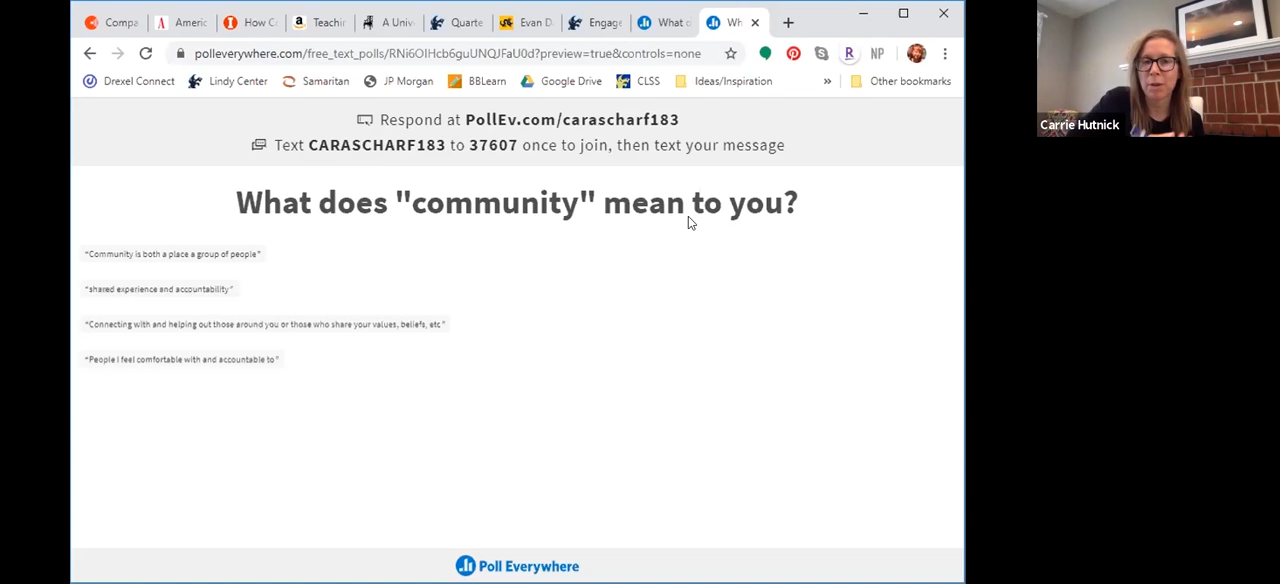 Compa
Americ
How C
Teachin
A Univ
Quarte
Evan D
Engage
What o
Wh
polleverywhere.com/free_text_polls/RNi6OIHcb6guUNQJFaU0d?preview=true&controls=none
NP
Drexel Connect
Lindy Center
Samaritan
JP Morgan
BBLearn
Google Drive
CLSS
Ideas/Inspiration
»
Other bookmarks
Respond at PollEv.com/carascharf183
Text CARASCHARF183 to 37607 once to join, then text your message
What does "community" mean to you?
"Community is both a place a group of people"
"shared experience and accountability"
"Connecting with and helping out those around you or those who share your values, beliefs, etc"
"People I feel comfortable with and accountable to"
Poll Everywhere
Carrie Hutnick